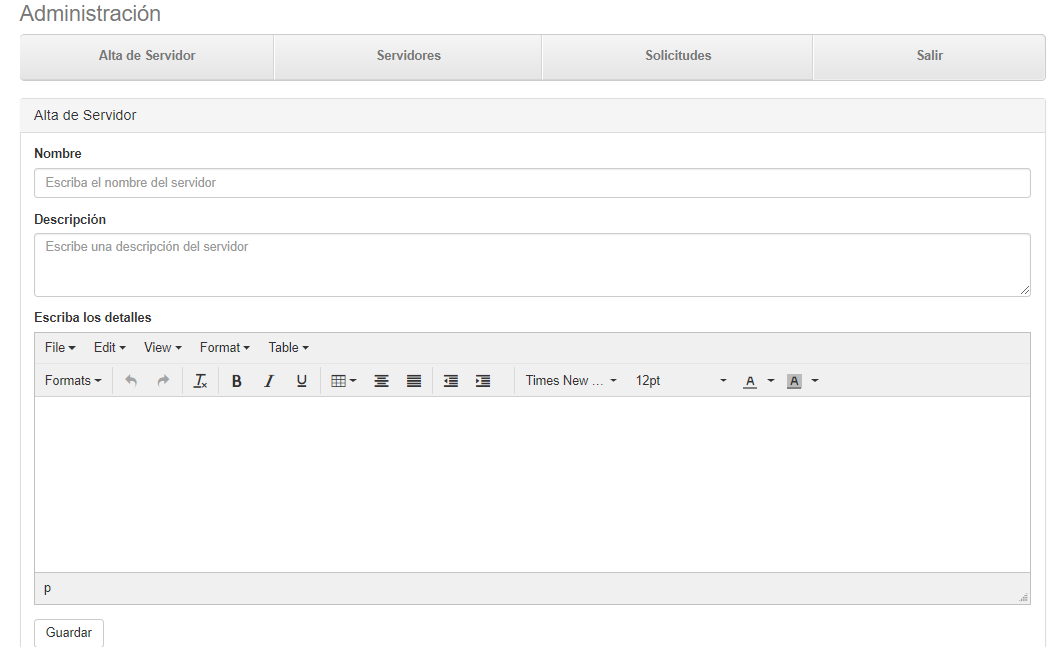 Administración
Alta de Servidor Servidores Solicitudes Salir
Alta de Servidor
Nombre
Escriba el nombre del servidor
Descripción
Escribe una descripción del servidor
Escriba los detalles
File Edit View Format Table
Formats B I U Times New ... 12pt A A
p
Guardar